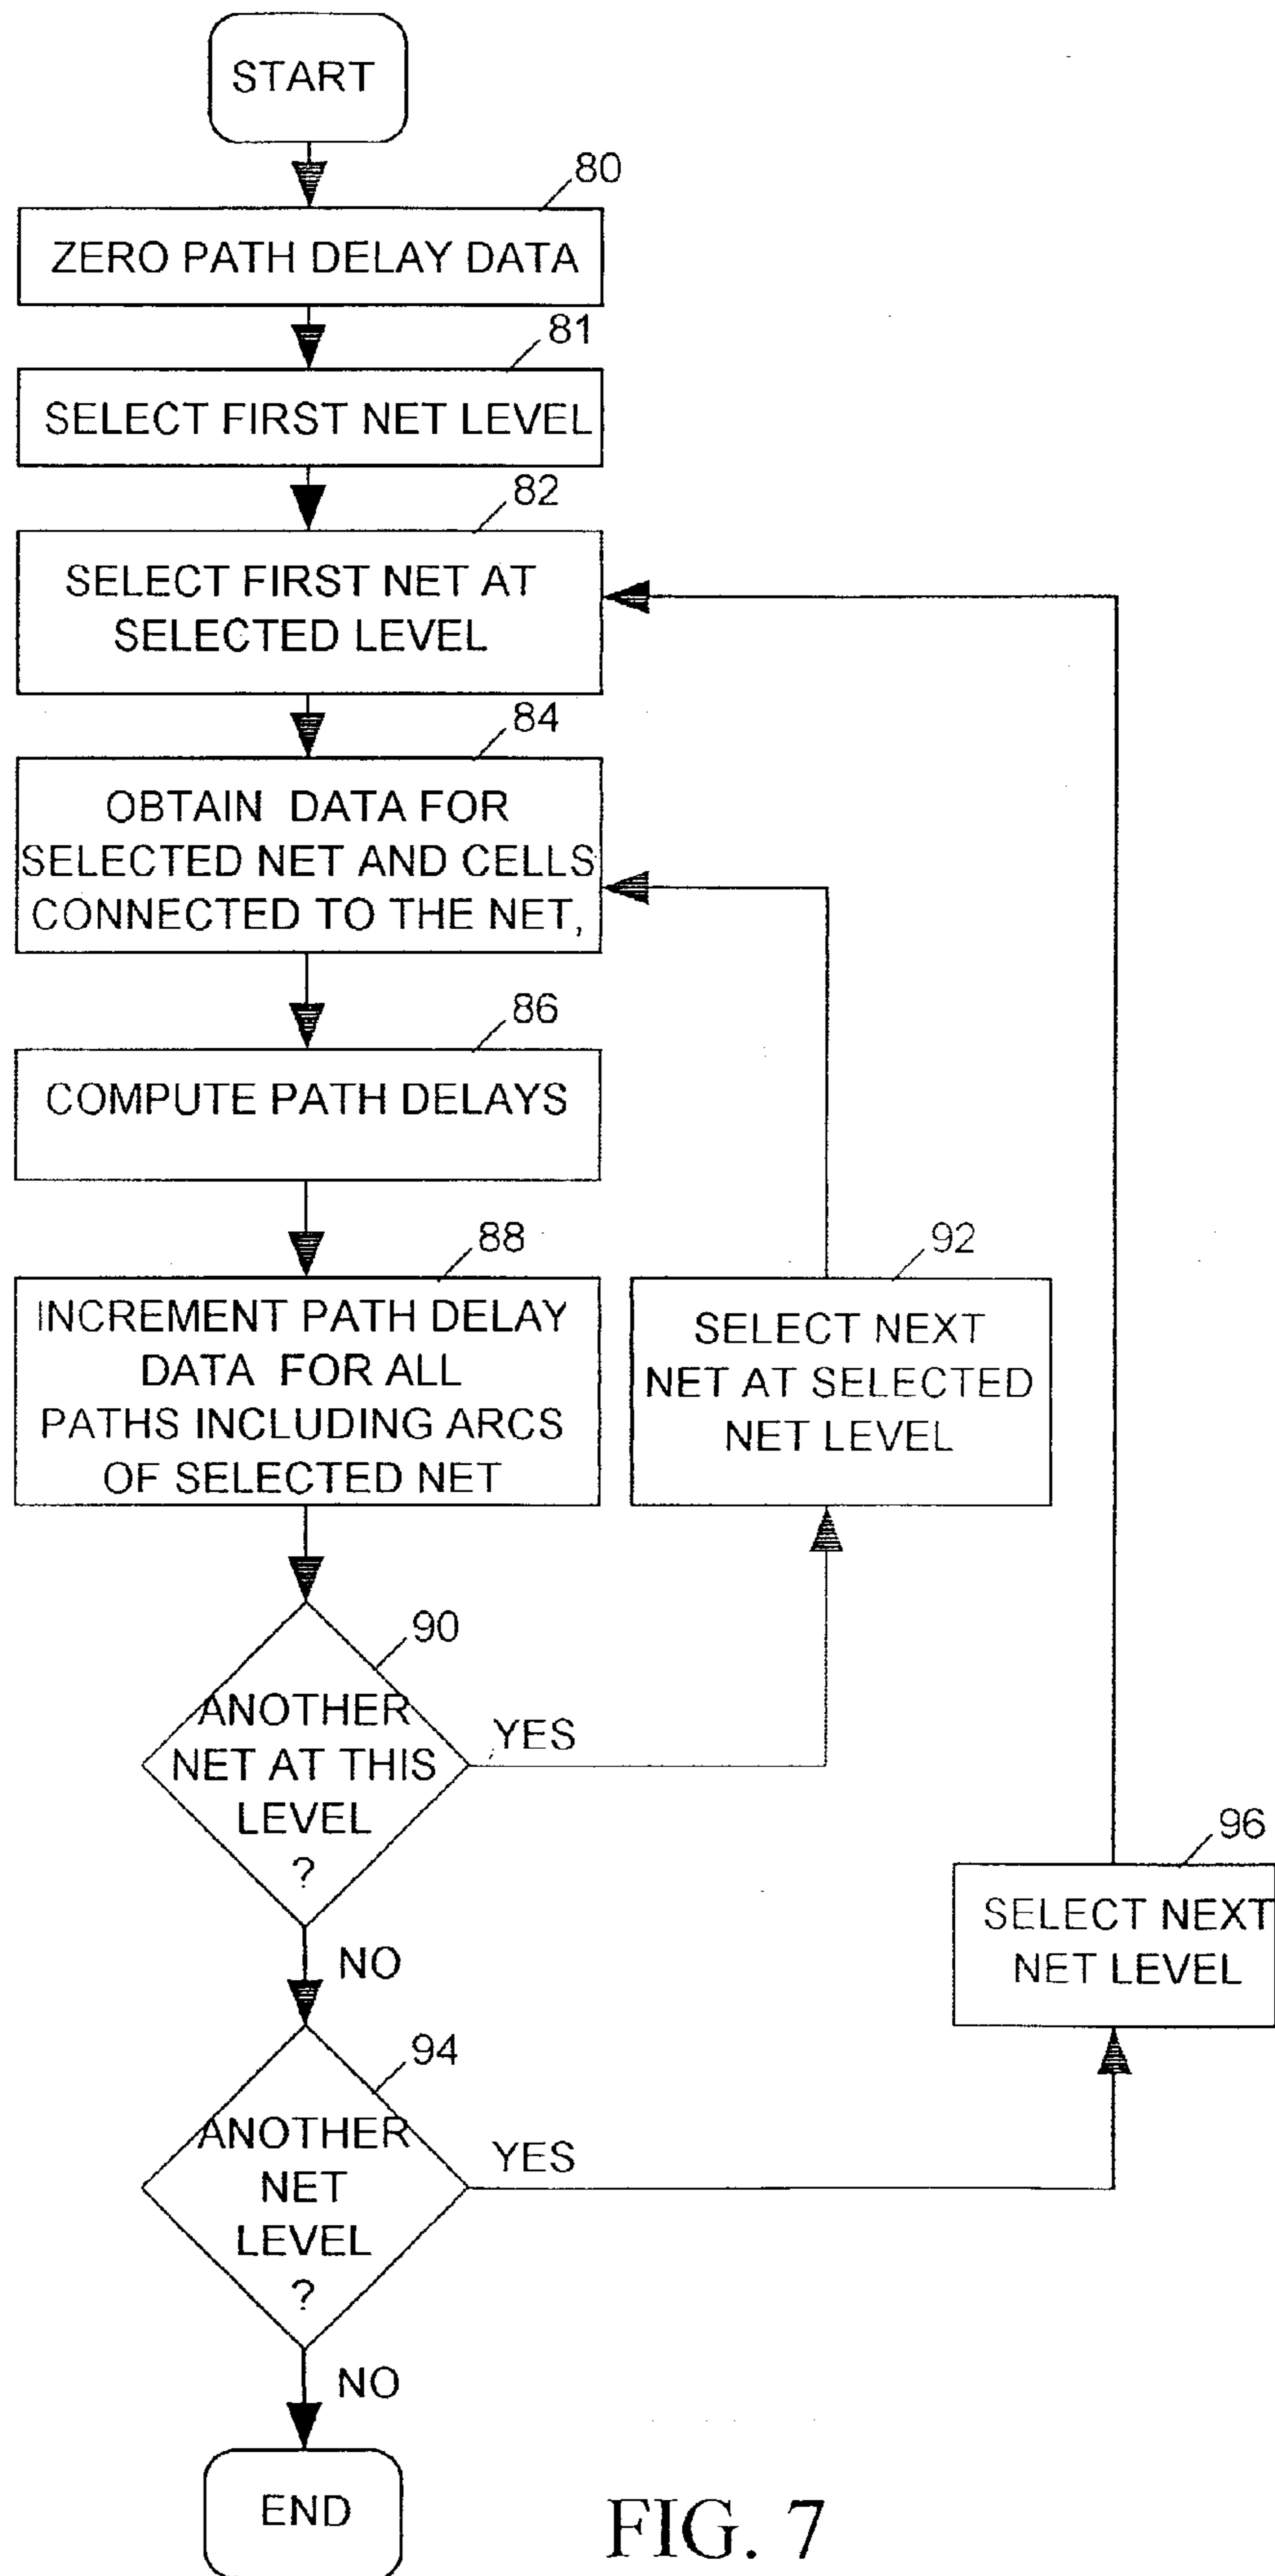 START
80
ZERO PATH DELAY DATA
81
SELECT FIRST NET LEVEL
82
SELECT FIRST NET AT
SELECTED LEVEL
84
OBTAIN DATA FOR
SELECTED NET AND CELLS
CONNECTED TO THE NET,
86
COMPUTE PATH DELAYS
88
INCREMENT PATH DELAY
DATA FOR ALL
PATHS INCLUDING ARCS
OF SELECTED NET
92
SELECT NEXT
NET AT SELECTED
NET LEVEL
90
ANOTHER
NET AT THIS
LEVEL
?
YES
NO
96
SELECT NEXT
NET LEVEL
94
ANOTHER
NET
LEVEL
?
YES
NO
END
FIG. 7